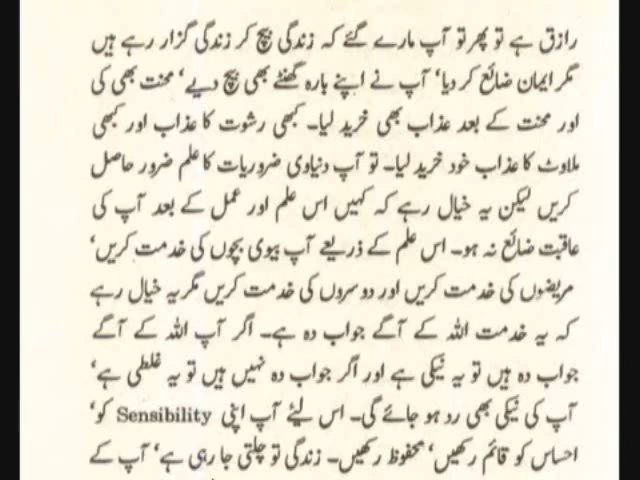 رازق ہے تو پھر تو آپ مارے گئے کہ زندگی بیچ کر زندگی گزار رہے ہیں
مگر ایمان ضائع کر دیا‘ آپ نے اپنے بارہ گھنٹے بھی بیچ دیے‘ محنت بھی کی
اور محنت کے بعد عذاب بھی خرید لیا۔ کبھی رشوت کا عذاب اور کبھی
ملاوٹ کا عذاب خود خرید لیا۔ تو آپ دنیاوی ضروریات کا علم ضرور حاصل
کریں لیکن یہ خیال رہے کہ کہیں اس علم اور عمل کے بعد آپ کی
عاقبت ضائع نہ ہو۔ اس علم کے ذریعے آپ بیوی بچوں کی خدمت کریں‘
مریضوں کی خدمت کریں اور دوسروں کی خدمت کریں مگر یہ خیال رہے
کہ یہ خدمت اللہ کے آگے جواب دہ ہے۔ اگر آپ اللہ کے آگے
جواب دہ ہیں تو یہ نیکی ہے اور اگر جواب دہ نہیں ہیں تو یہ غلطی ہے‘
آپ کی نیکی بھی رد ہو جائے گی۔ اس لیئے آپ اپنی Sensibility کو‘
احساس کو قائم رکھیں‘ محفوظ رکھیں۔ زندگی تو چلتی جا رہی ہے‘ آپ کے